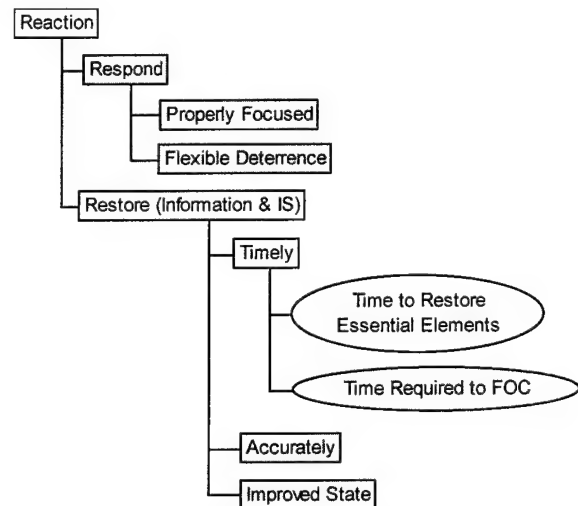 Reaction
Respond
Properly Focused
Flexible Deterrence
Restore (Information & IS)
Timely
Time to Restore
Essential Elements
Time Required to FOC
Accurately
Improved State